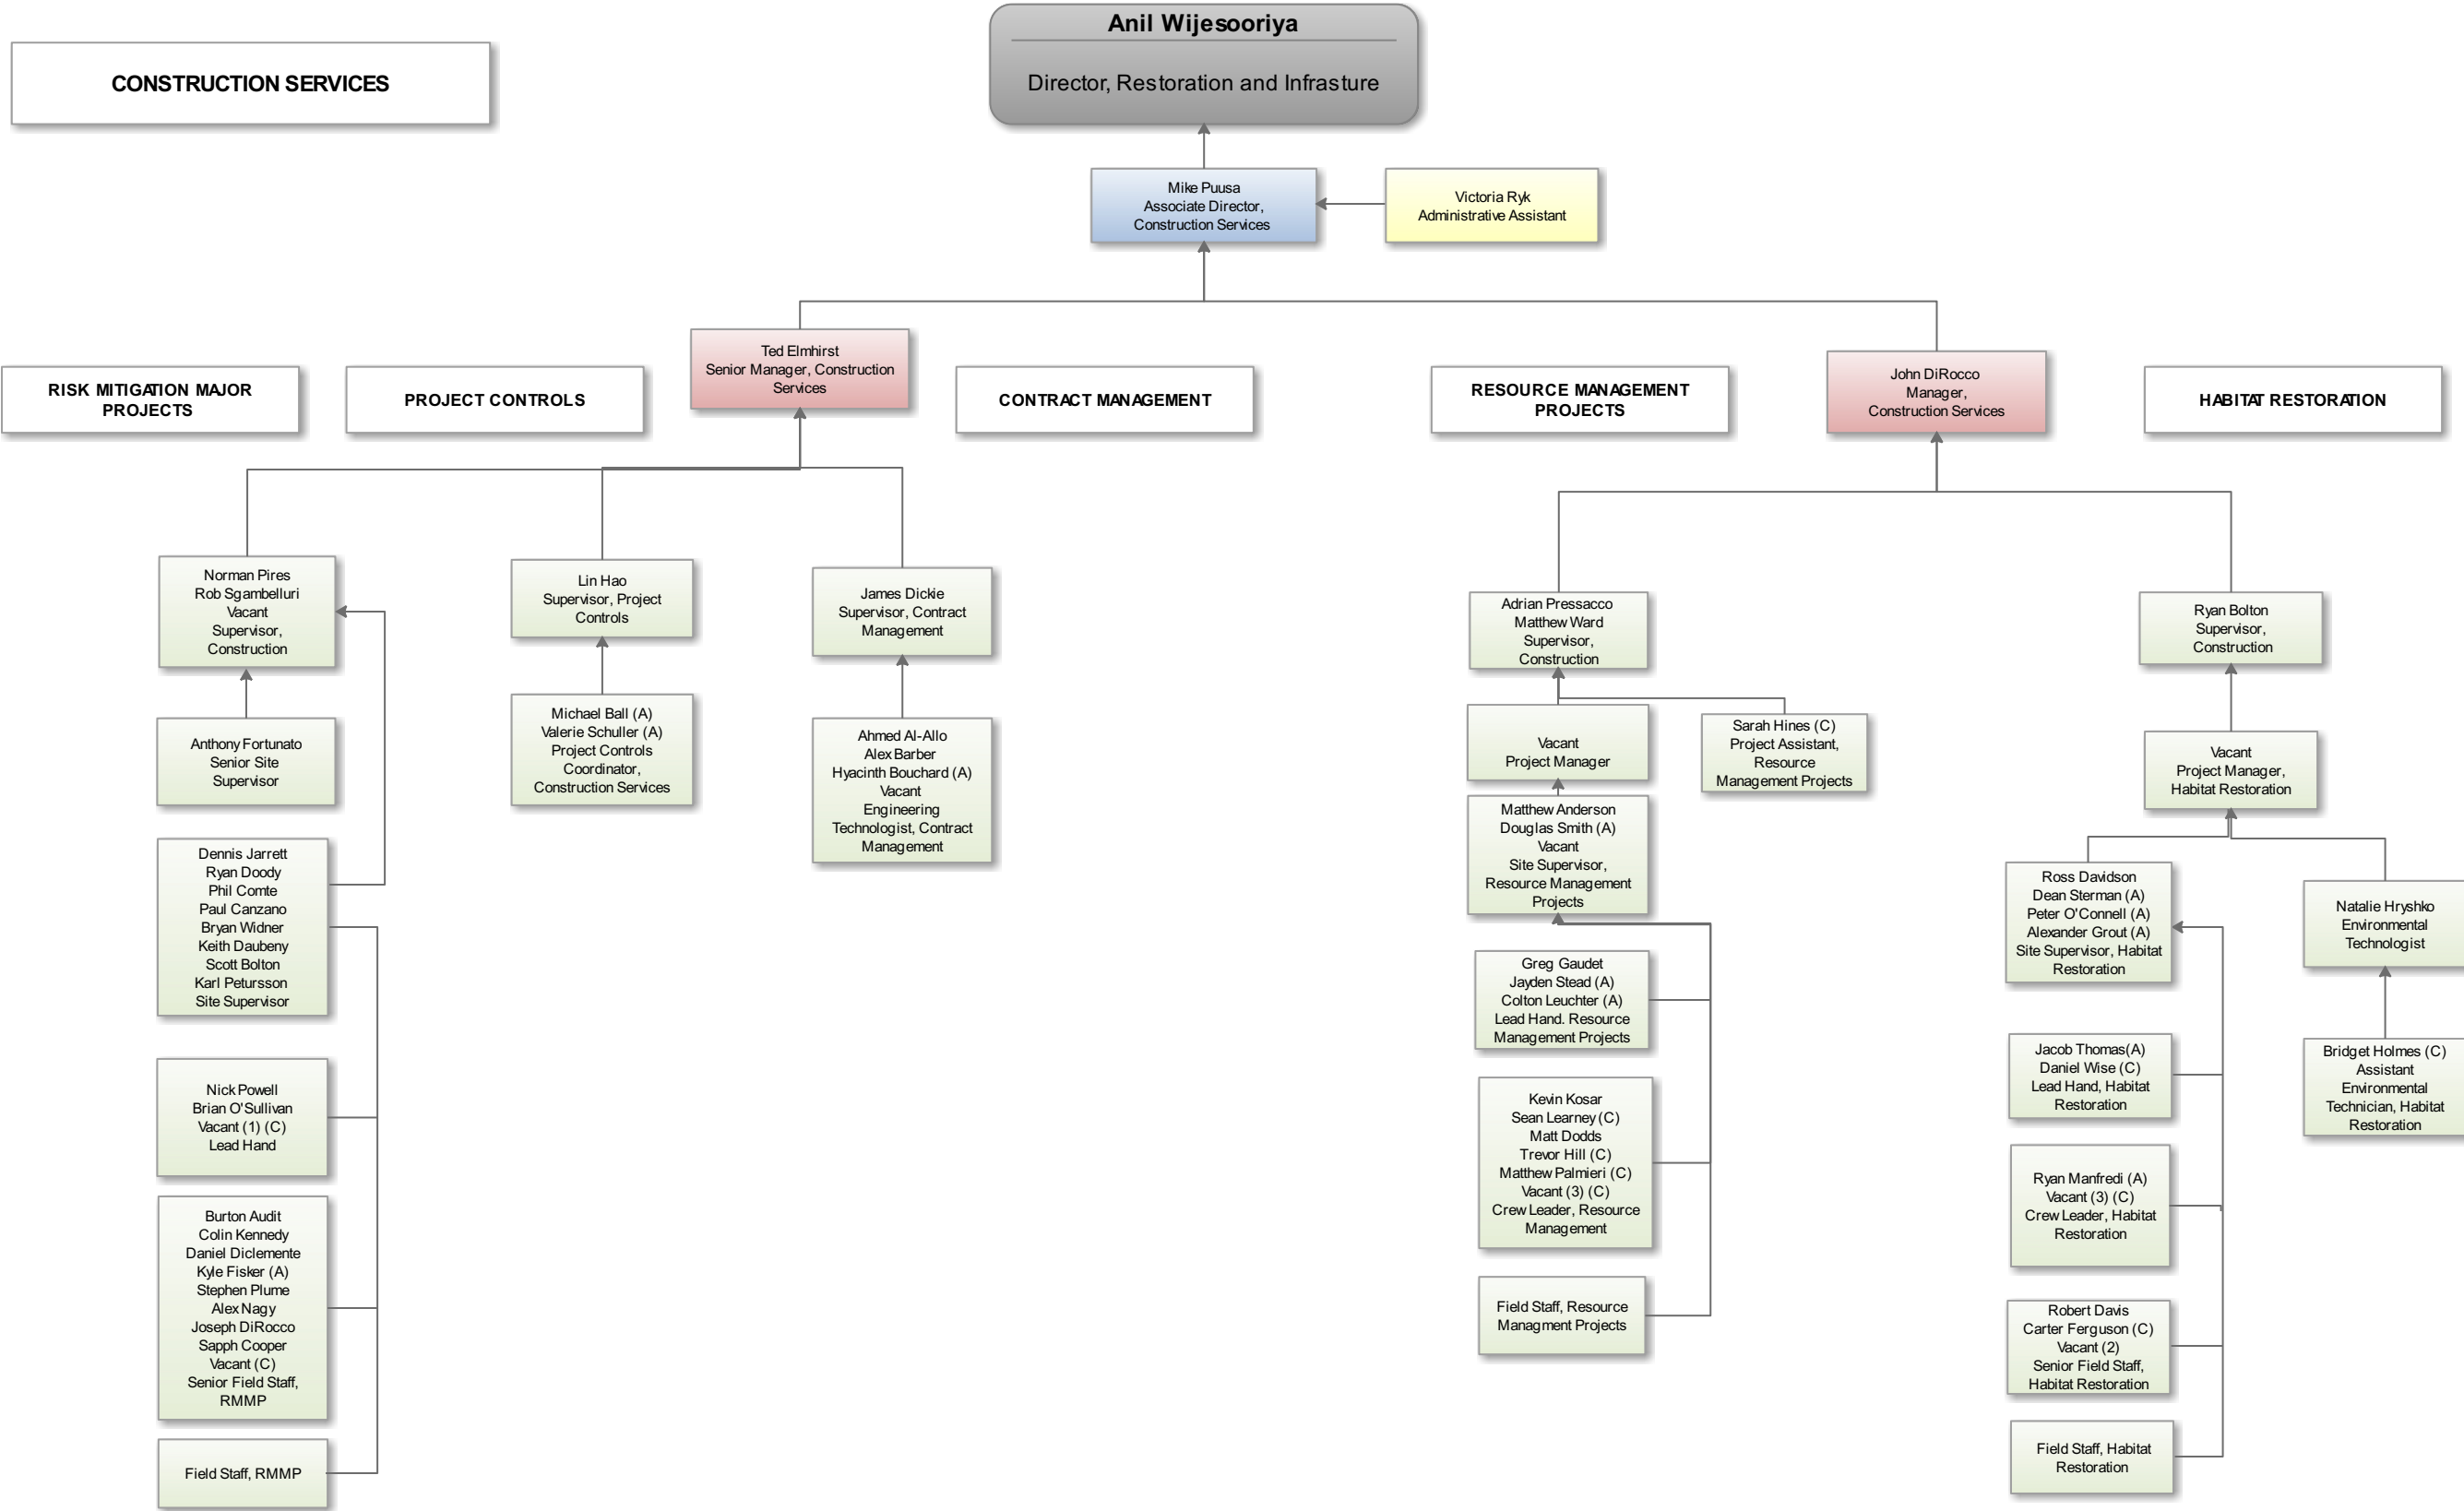 Anil Wijesooriya
Director, Restoration and Infrasture
CONSTRUCTION SERVICES
Mike Puusa
Associate Director,
Construction Services
Victoria Ryk
Administrative Assistant
Ted Elmhirst
Senior Manager, Construction
Services
John DiRocco
Manager,
Construction Services
RISK MITIGATION MAJOR
PROJECTS
PROJECT CONTROLS
CONTRACT MANAGEMENT
RESOURCE MANAGEMENT
PROJECTS
HABITAT RESTORATION
Norman Pires
Rob Sgambelluri
Vacant
Supervisor,
Construction
Anthony Fortunato
Senior Site
Supervisor
Dennis Jarrett
Ryan Doody
Phil Comte
Paul Canzano
Bryan Widner
Keith Daubeny
Scott Bolton
Karl Petursson
Site Supervisor
Nick Powell
Brian O'Sullivan
Vacant (1) (C)
Lead Hand
Burton Audit
Colin Kennedy
Daniel Diclemente
Kyle Fisker (A)
Stephen Plume
Alex Nagy
Joseph DiRocco
Sapph Cooper
Vacant (C)
Senior Field Staff,
RMMP
Field Staff, RMMP
Lin Hao
Supervisor, Project
Controls
Michael Ball (A)
Valerie Schuller (A)
Project Controls
Coordinator,
Construction Services
James Dickie
Supervisor, Contract
Management
Ahmed Al-Allo
Alex Barber
Hyacinth Bouchard (A)
Vacant
Engineering
Technologist, Contract
Management
Adrian Pressacco
Matthew Ward
Supervisor,
Construction
Vacant
Project Manager
Sarah Hines (C)
Project Assistant,
Resource
Management Projects
Matthew Anderson
Douglas Smith (A)
Vacant
Site Supervisor,
Resource Management
Projects
Greg Gaudet
Jayden Stead (A)
Colton Leuchter (A)
Lead Hand. Resource
Management Projects
Kevin Kosar
Sean Learney (C)
Matt Dodds
Trevor Hill (C)
Matthew Palmieri (C)
Vacant (3) (C)
Crew Leader, Resource
Management
Field Staff, Resource
Managment Projects
Ryan Bolton
Supervisor,
Construction
Vacant
Project Manager,
Habitat Restoration
Ross Davidson
Dean Sterman (A)
Peter O'Connell (A)
Alexander Grout (A)
Site Supervisor, Habitat
Restoration
Natalie Hryshko
Environmental
Technologist
Bridget Holmes (C)
Assistant
Environmental
Technician, Habitat
Restoration
Jacob Thomas(A)
Daniel Wise (C)
Lead Hand, Habitat
Restoration
Ryan Manfredi (A)
Vacant (3) (C)
Crew Leader, Habitat
Restoration
Robert Davis
Carter Ferguson (C)
Vacant (2)
Senior Field Staff,
Habitat Restoration
Field Staff, Habitat
Restoration